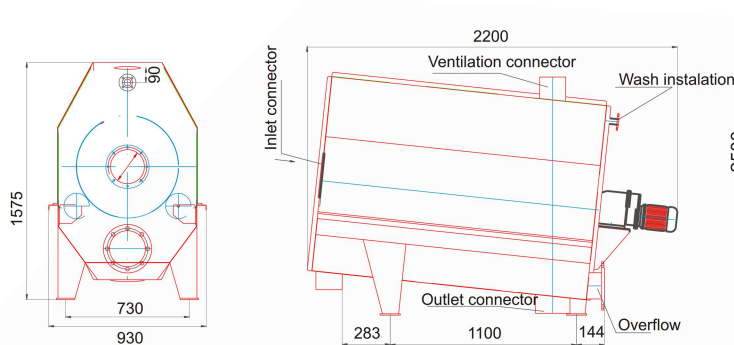 2200
90
Ventilation connector
Wash instalation
Inlet connector
1575
Outlet connector
Overflow
730
283
1100
144
930